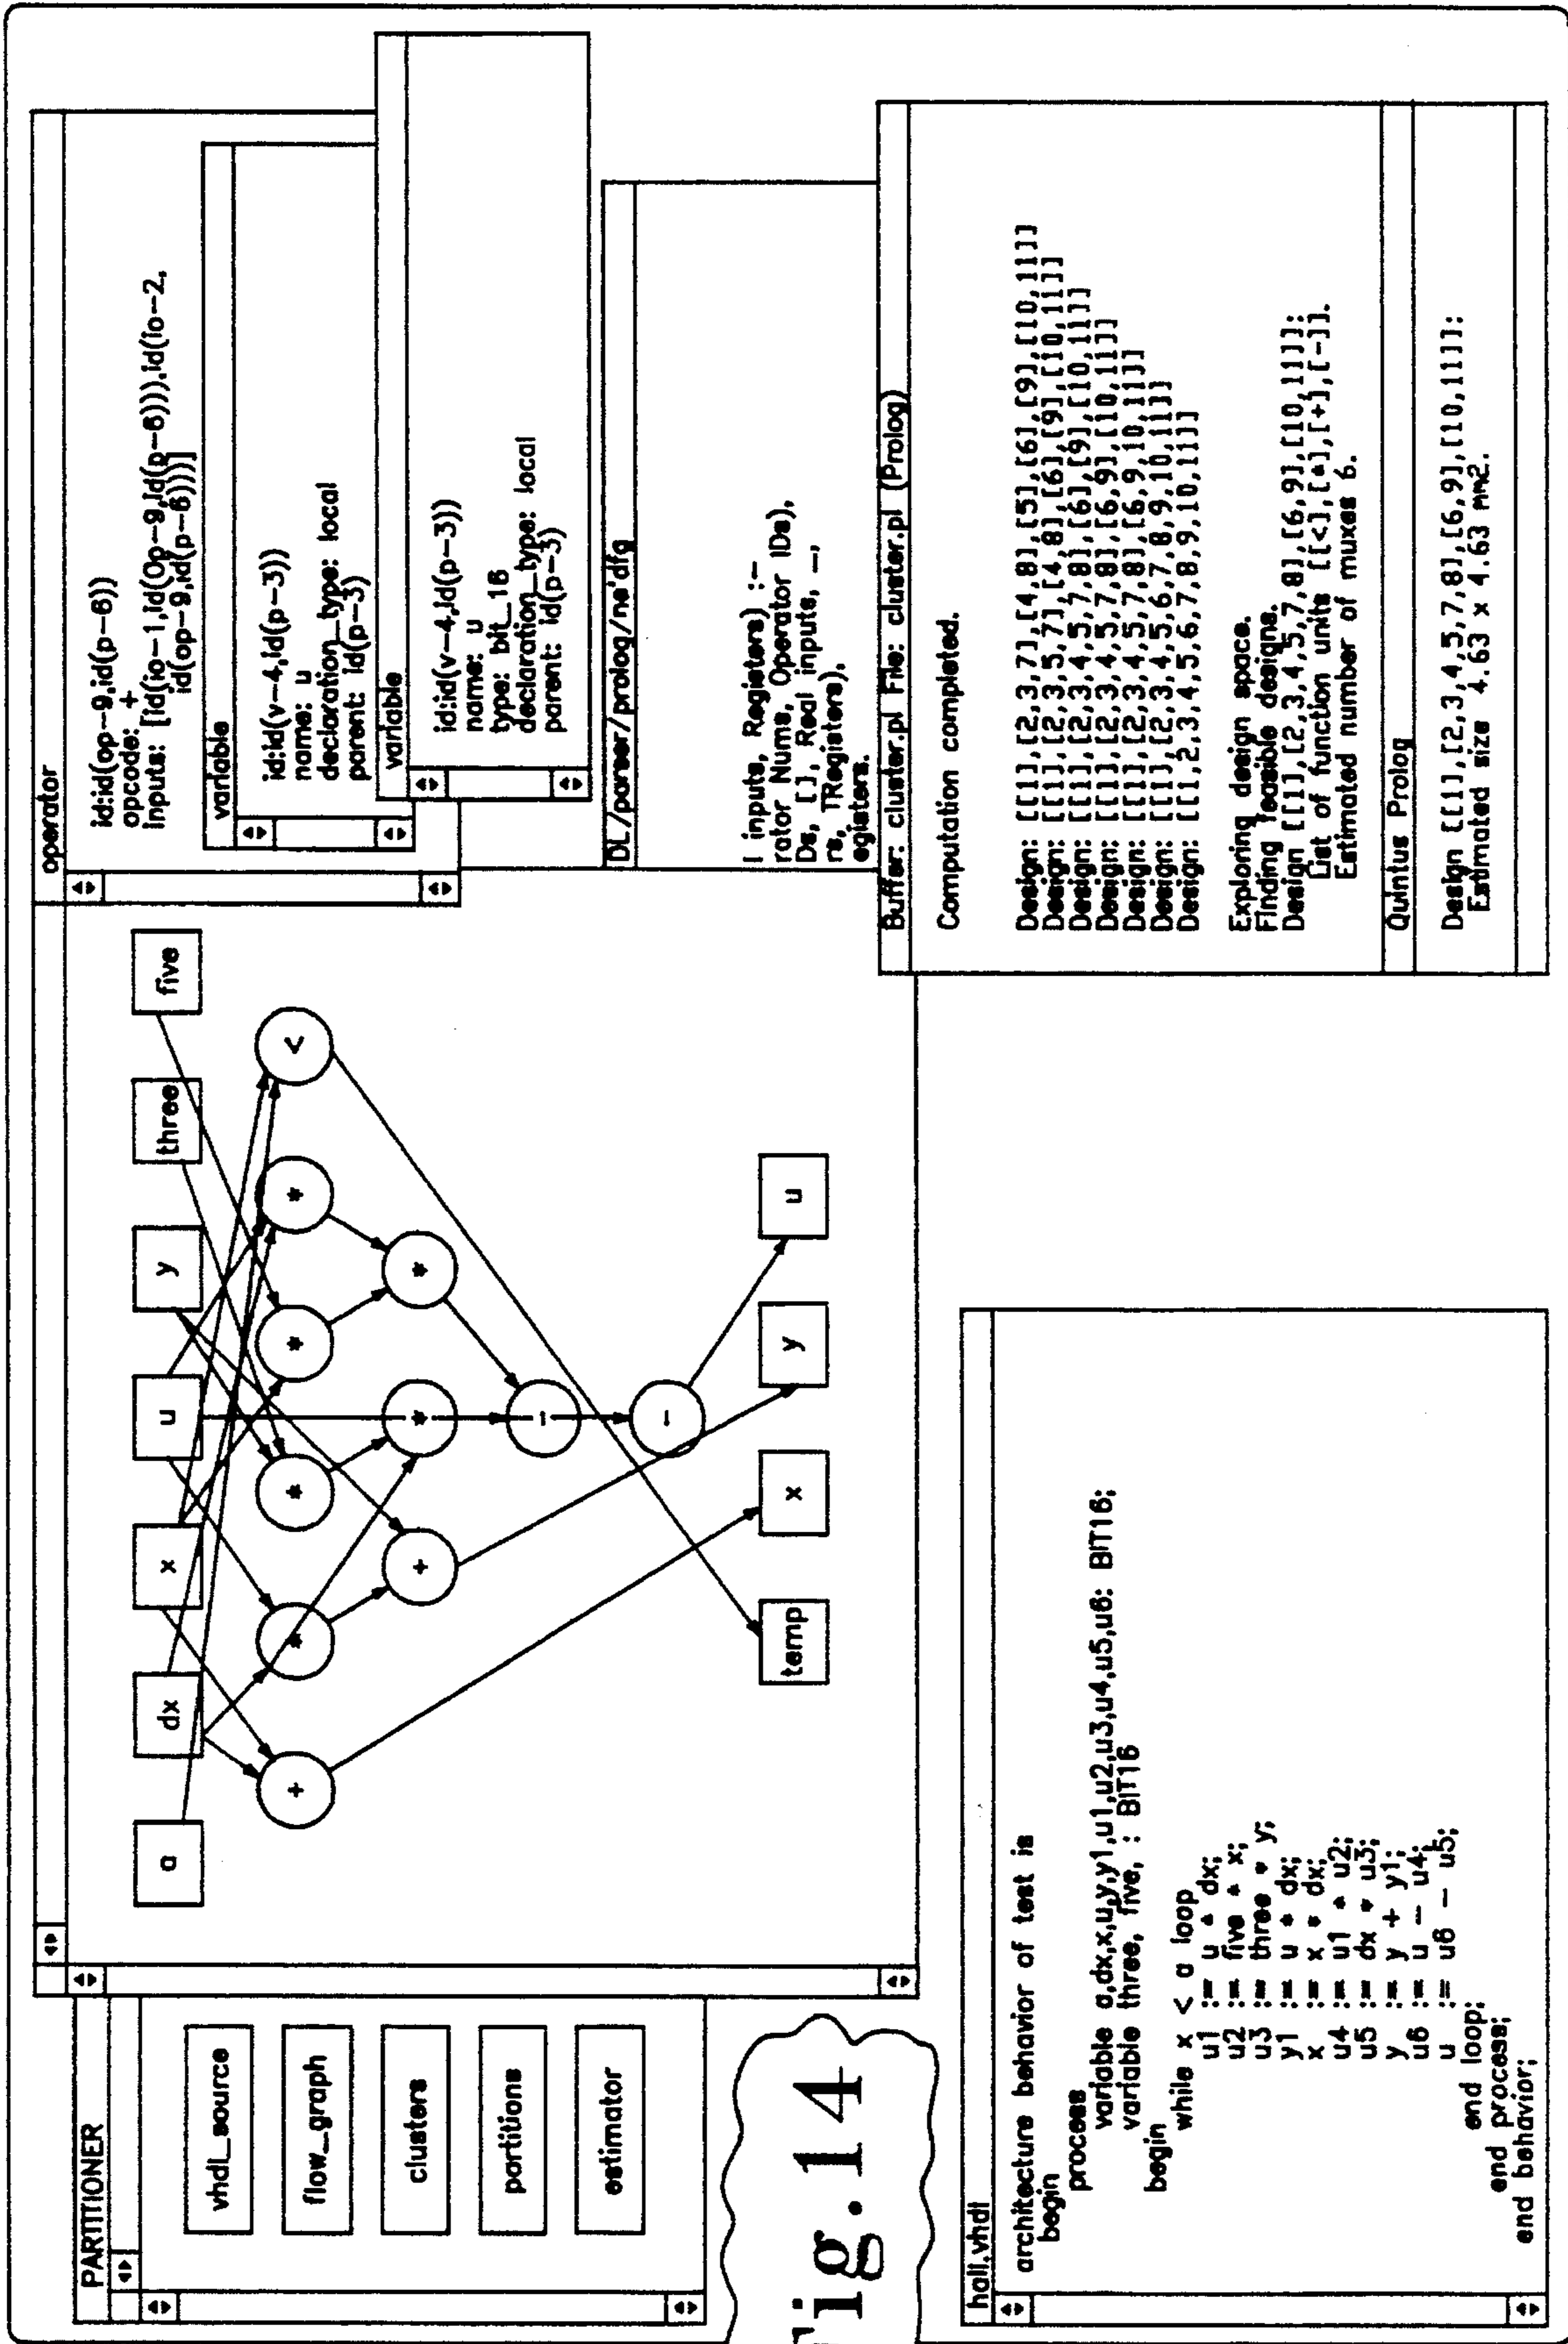 PARTITIONER
vhdl_source
flow_graph
clusters
partitions
estimator
Fig.14
a
dx
x
u
y
three
five
+
*
*
*
*
<
+
*
*
-
-
temp
x
y
u
operator
id:id(op-9,id(p-6))
opcode: +
inputs: [id(io-1,id(Op-9,id(p-6))),id(io-2,
id(op-9,id(p-6)))]
variable
id:id(v-4,id(p-3))
name: u
declaration_type: local
parent: id(p-3)
variable
id:id(v-4,id(p-3))
name: u
type: bit_16
declaration_type: local
parent: id(p-3)
DL/parser/prolog/ne'dfg
l inputs, Registers) :-
rator Nums, Operator IDs),
Ds, [], Real inputs, _,
rs, TRegisters),
egisters.
Buffer: cluster.pl File: cluster.pl (Prolog)
Computation completed.
Design: [[1],[2,3,7],[4,8],[5],[6],[9],[10,11]]
Design: [[1],[2,3,5,7],[4,8],[6],[9],[10,11]]
Design: [[1],[2,3,4,5,7,8],[6],[9],[10,11]]
Design: [[1],[2,3,4,5,7,8],[6,9],[10,11]]
Design: [[1],[2,3,4,5,7,8],[6,9,10,11]]
Design: [[1],[2,3,4,5,6,7,8,9,10,11]]
Design: [[1,2,3,4,5,6,7,8,9,10,11]]
Exploring design space.
Finding feasible designs.
Design [[1],[2,3,4,5,7,8],[6,9],[10,11]]:
List of function units [[<],[*],[+],[-]].
Estimated number of muxes 6.
Quintus Prolog
Design [[1],[2,3,4,5,7,8],[6,9],[10,11]]:
Estimated size 4.63 x 4.63 mm2.
hall.vhdl
architecture behavior of test is
begin
process
variable a,dx,x,u,y,y1,u1,u2,u3,u4,u5,u6: BIT16;
variable three, five, : BIT16
begin
while x < a loop
u1 := u * dx;
u2 := five * x;
u3 := three * y;
y1 := u * dx;
x := x * dx;
u4 := u1 * u2;
u5 := dx * u3;
y := y + y1;
u6 := u - u4;
u := u6 - u5;
end loop;
end process;
end behavior;